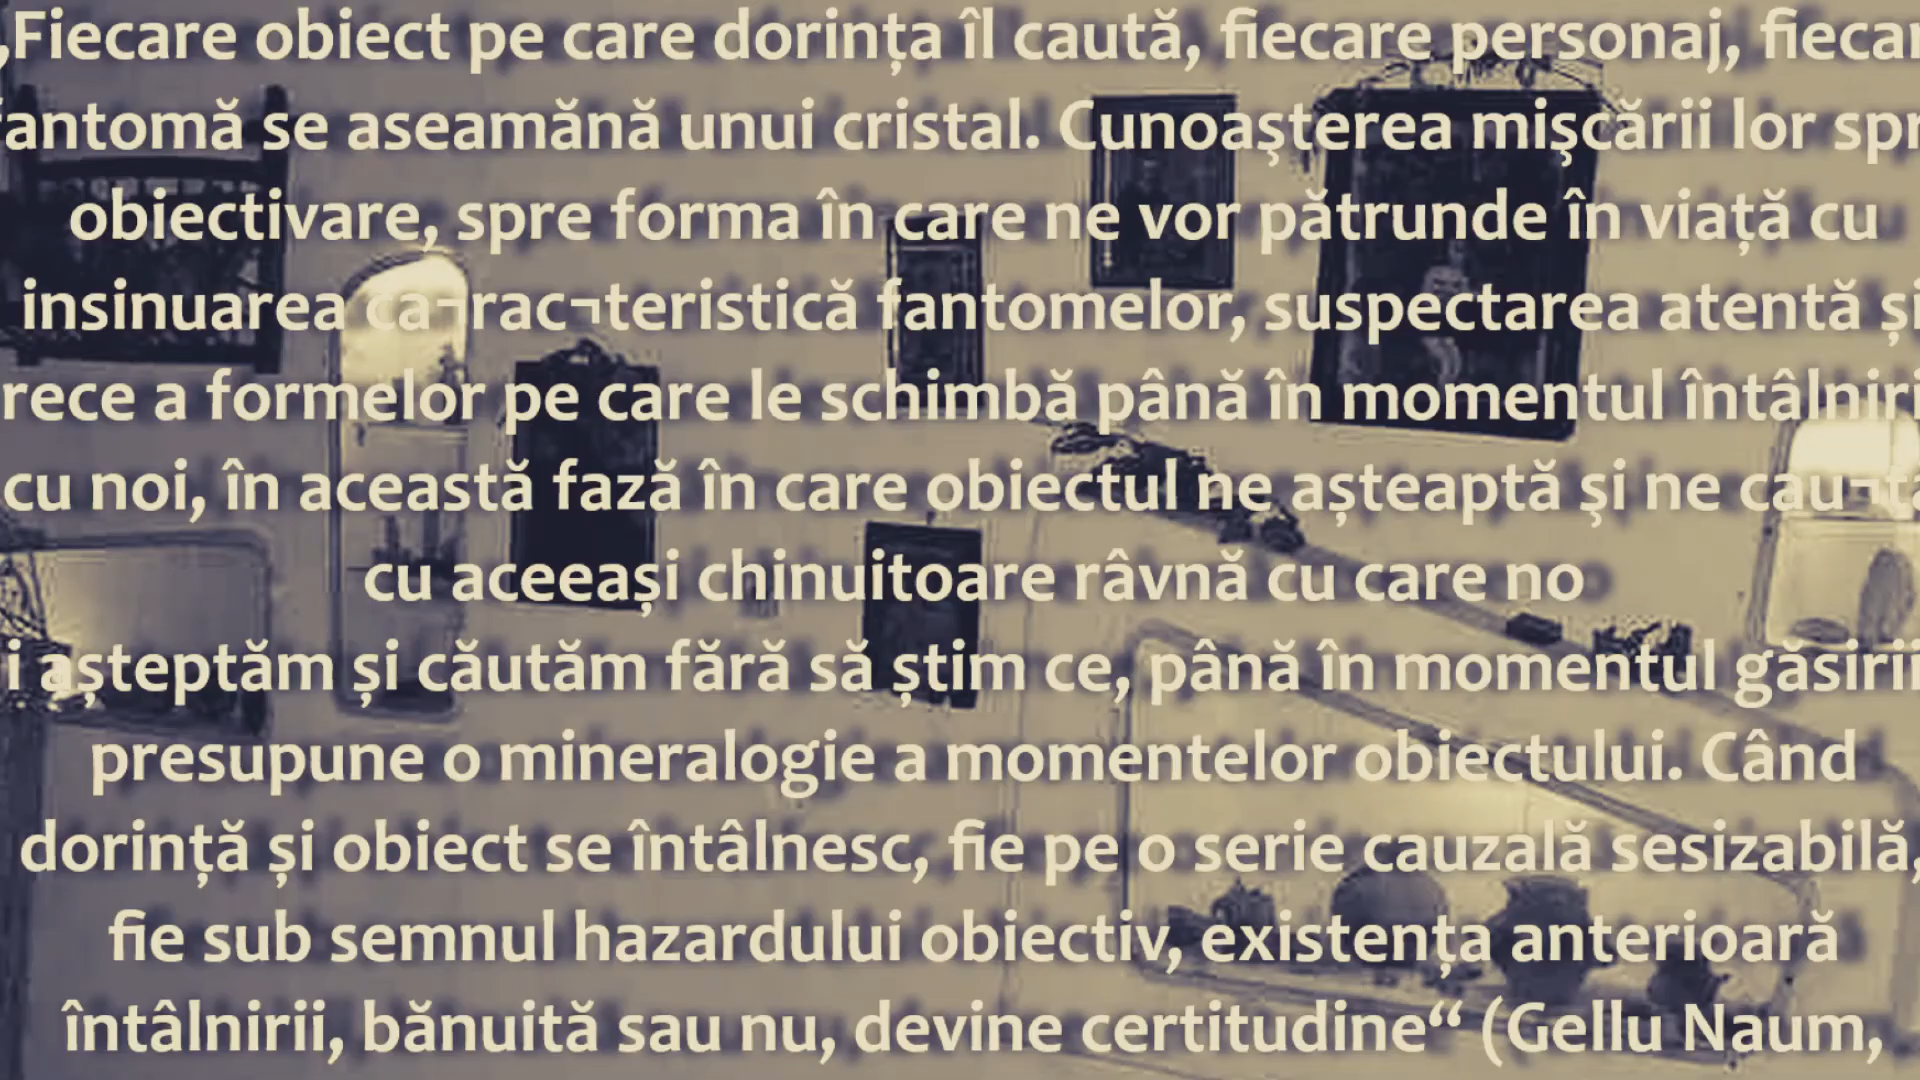 „Fiecare obiect pe care dorința îl caută, fiecare personaj, fiecar
fantomă se aseamănă unui cristal. Cunoaşterea mişcării lor spr
obiectivare, spre forma în care ne vor pătrunde în viață cu
insinuarea ca¬rac¬teristică fantomelor, suspectarea atentă și
rece a formelor pe care le schimbă până în momentul întâlniri
cu noi, în această fază în care obiectul ne așteaptă şi ne cau¬tă
cu aceeași chinuitoare râvnă cu care no
i așteptăm și căutăm fără să știm ce, până în momentul găsirii
presupune o mineralogie a momentelor obiectului. Când
dorință și obiect se întâlnesc, fie pe o serie cauzală sesizabilă,
fie sub semnul hazardului obiectiv, existența anterioară
întâlnirii, bănuită sau nu, devine certitudine“ (Gellu Naum,